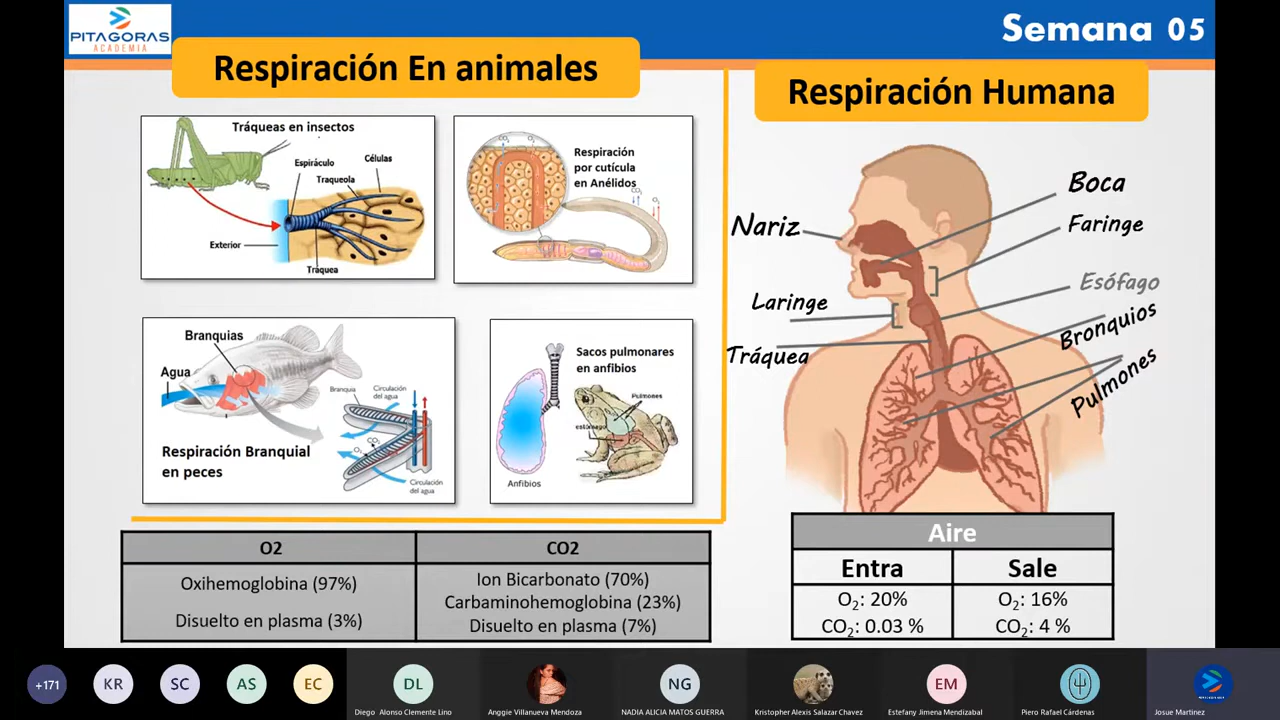 PITAGORAS
ACADEMIA
Semana 05
Respiración En animales
Respiración Humana
Tráqueas en insectos
Espiráculo
Células
Traqueola
Exterior
Tráquea
Respiración
por cutícula
en Anélidos
CO₂
O₂
Branquias
Agua
Respiración Branquial
en peces
Branquia
Circulación
del agua
CO₂
O₂
Circulación
del agua
Sacos pulmonares
en anfibios
Pulmones
estómago
Anfibios
Nariz
Boca
Faringe
Esófago
Laringe
Bronquios
Tráquea
Pulmones
O2
CO2
Oxihemoglobina (97%)
Disuelto en plasma (3%)
Ion Bicarbonato (70%)
Carbaminohemoglobina (23%)
Disuelto en plasma (7%)
Aire
Entra
Sale
O₂: 20%
O₂: 16%
CO₂: 0.03 %
CO₂: 4 %
+171
KR
SC
AS
EC
DL
NG
EM
Diego Alonso Clemente Lino
Anggie Villanueva Mendoza
NADIA ALICIA MATOS GUERRA
Kristopher Alexis Salazar Chavez
Estefany Jimena Mendizabal
Piero Rafael Cárdenas
Josue Martinez